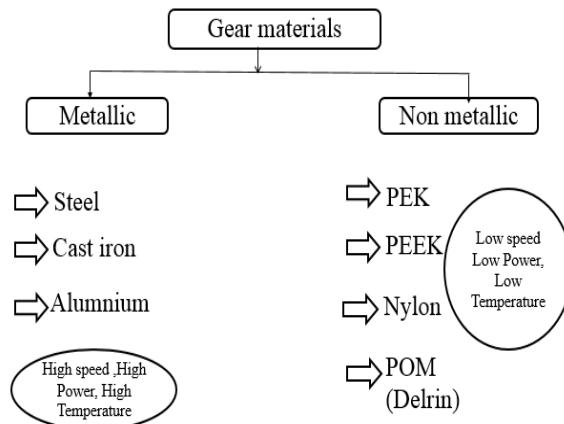 Gear materials
Metallic
Non metallic
Steel
Cast iron
Alumnium
High speed ,High
Power, High
Temperature
PEK
PEEK
Nylon
POM
(Delrin)
Low speed
Low Power,
Low
Temperature